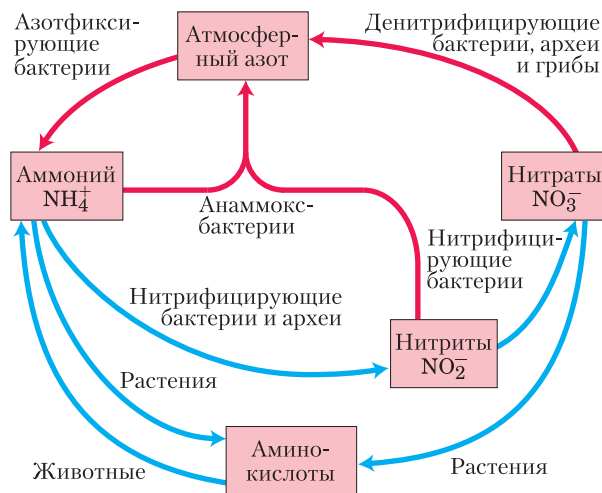 Азотфикси-
рующие
бактерии
Атмосфер-
ный азот
Денитрифицирующие
бактерии, археи
и грибы
Аммоний
NH₄⁺
Анаммокс-
бактерии
Нитраты
NO₃⁻
Нитрифици-
рующие
бактерии
Нитрифицирующие
бактерии и археи
Нитриты
NO₂⁻
Растения
Амино-
кислоты
Животные
Растения